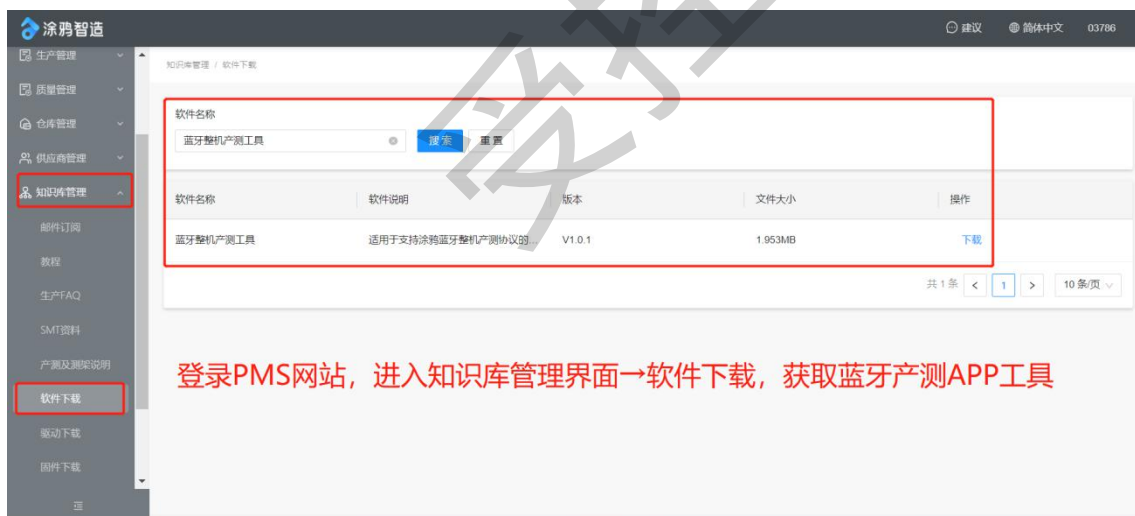 涂鸦智造
建议 简体中文 03786
生产管理
质量管理
仓库管理
供应商管理
知识库管理
邮件订阅
教程
生产FAQ
SMT资料
产测及测架说明
软件下载
驱动下载
固件下载
知识库管理 / 软件下载
软件名称
蓝牙整机产测工具 搜索 重置
软件名称 软件说明 版本 文件大小 操作
蓝牙整机产测工具 适用于支持涂鸦蓝牙整机产测协议的... V1.0.1 1.953MB 下载
共 1 条 < 1 > 10 条/页
登录PMS网站，进入知识库管理界面→软件下载，获取蓝牙产测APP工具
受控